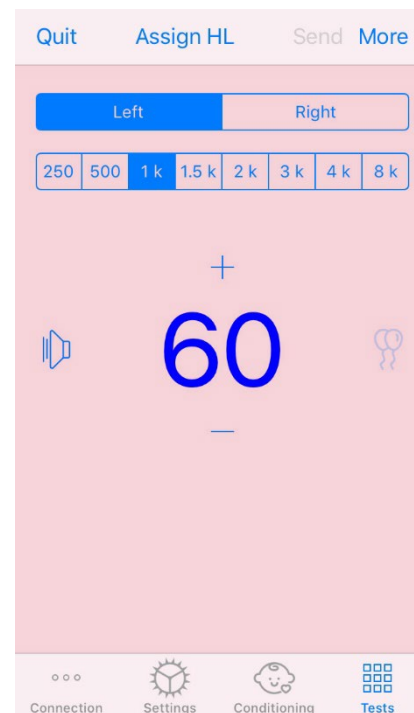 Quit Assign HL Send More
Left Right
250 500 1 k 1.5 k 2 k 3 k 4 k 8 k
+
60
−
Connection Settings Conditioning Tests